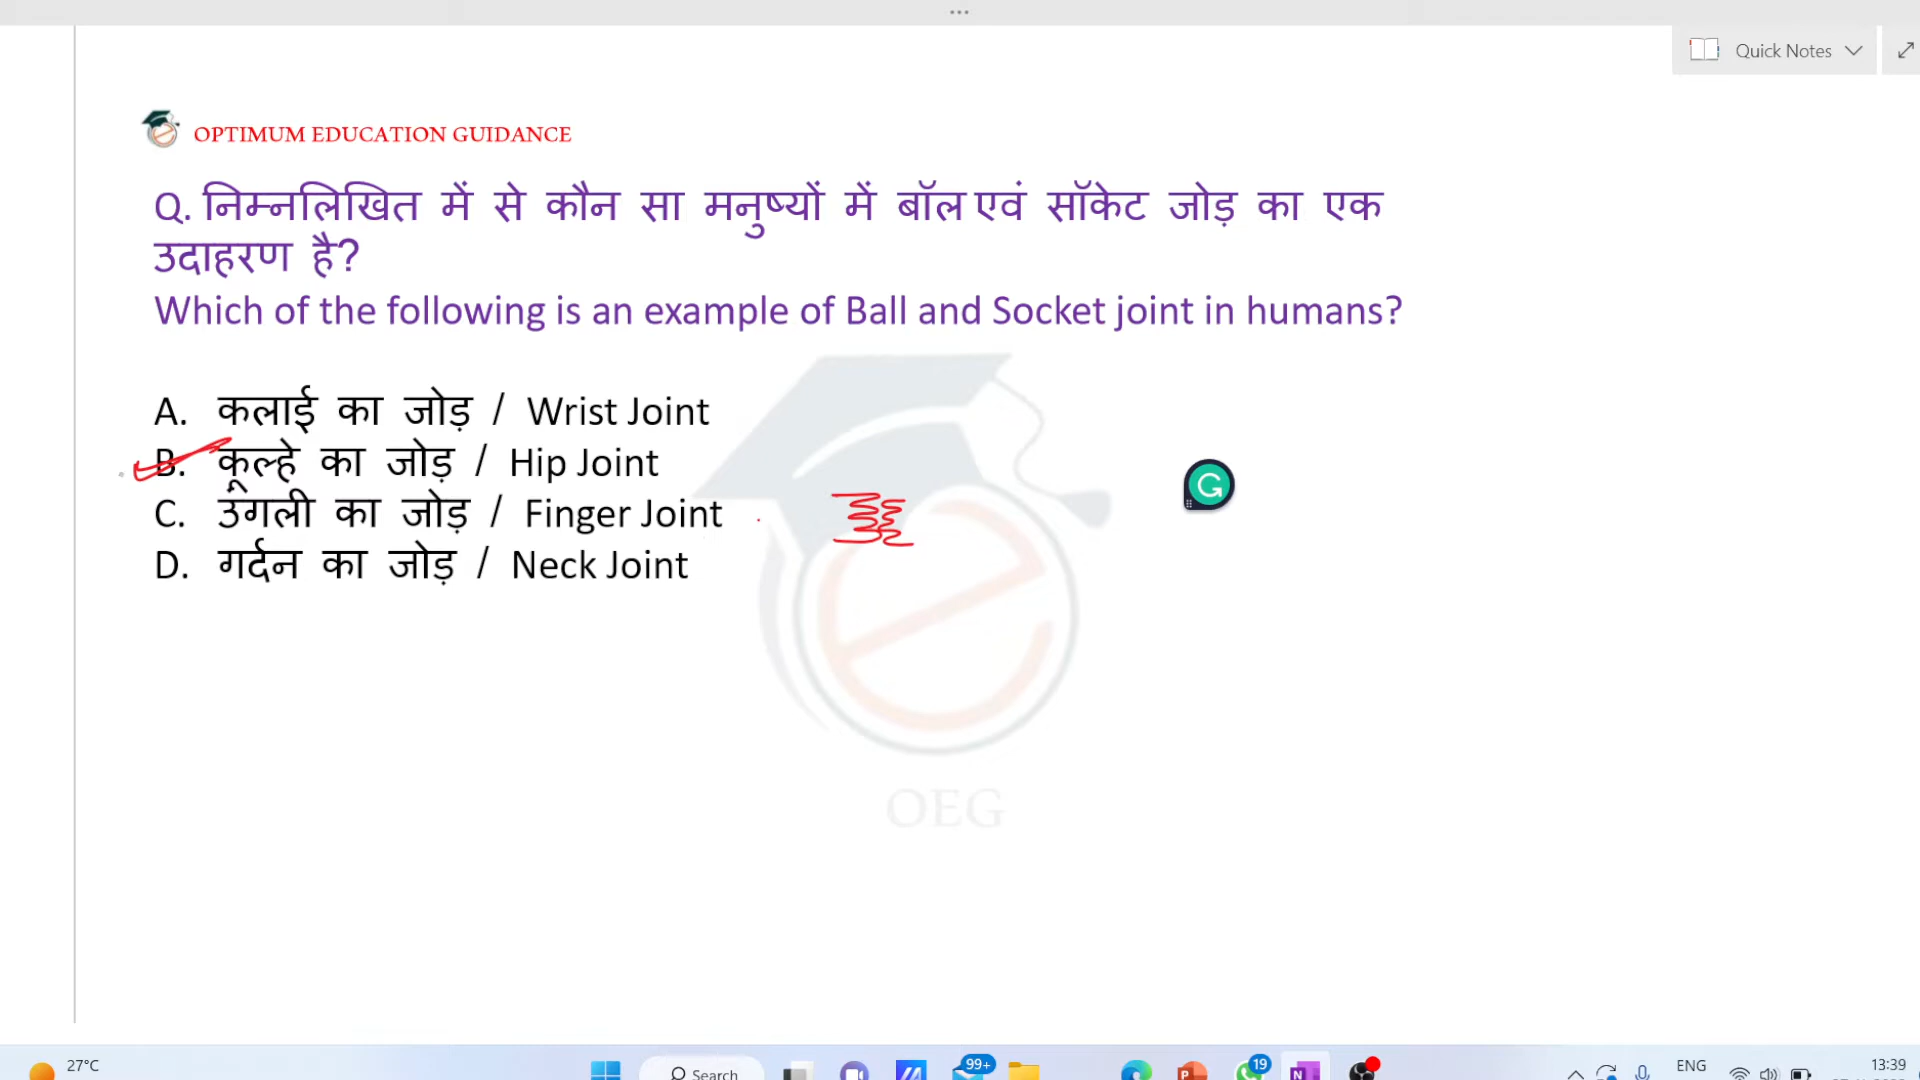 Quick Notes
OPTIMUM EDUCATION GUIDANCE
Q. निम्नलिखित में से कौन सा मनुष्यों में बॉल एवं सॉकेट जोड़ का एक
उदाहरण है?
Which of the following is an example of Ball and Socket joint in humans?
A. कलाई का जोड़ / Wrist Joint
B. कूल्हे का जोड़ / Hip Joint
C. उंगली का जोड़ / Finger Joint
D. गर्दन का जोड़ / Neck Joint
OEG
27°C
Search
99+
19
ENG
13:39